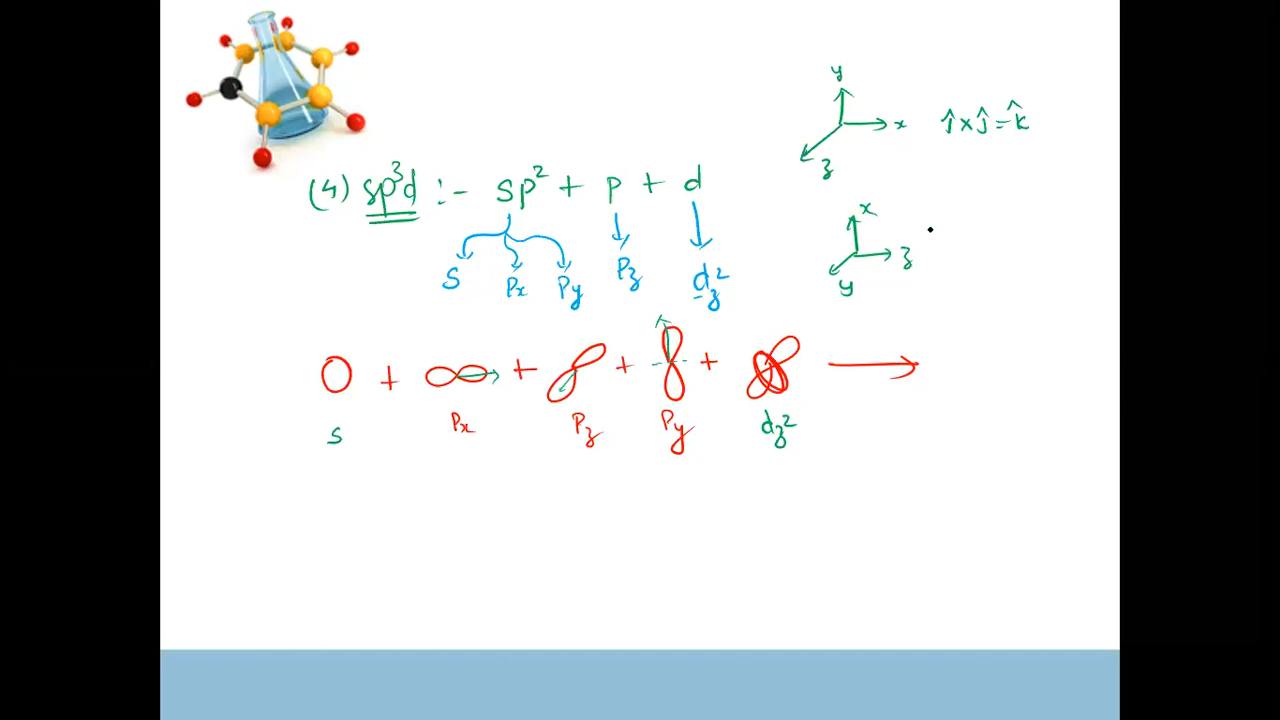 y
x
z
ĵ × ĵ = k̂
(4) sp³d :- sp² + p + d
x
z
y
s
Px
Py
Pz
dz²
+ + + +
s
Px
Pz
Py
dz²